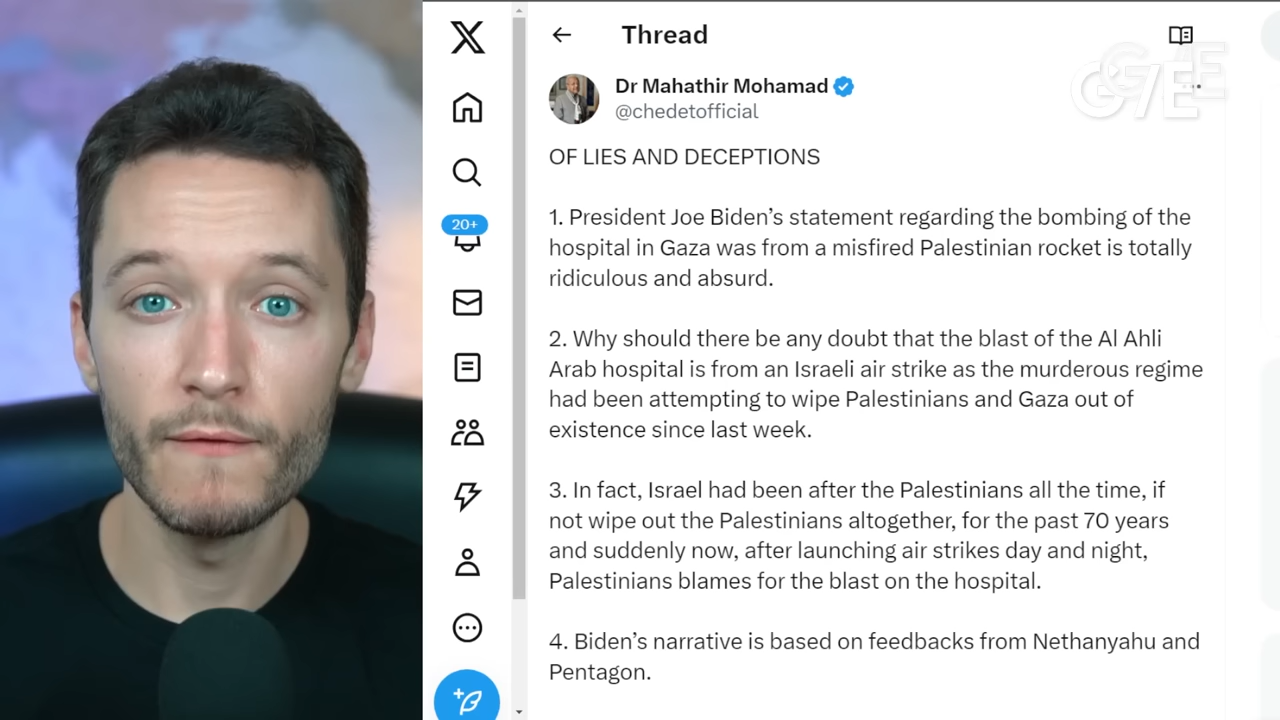 Thread
G7E
Dr Mahathir Mohamad
@chedetofficial
OF LIES AND DECEPTIONS
1. President Joe Biden’s statement regarding the bombing of the
hospital in Gaza was from a misfired Palestinian rocket is totally
ridiculous and absurd.
20+
2. Why should there be any doubt that the blast of the Al Ahli
Arab hospital is from an Israeli air strike as the murderous regime
had been attempting to wipe Palestinians and Gaza out of
existence since last week.
3. In fact, Israel had been after the Palestinians all the time, if
not wipe out the Palestinians altogether, for the past 70 years
and suddenly now, after launching air strikes day and night,
Palestinians blames for the blast on the hospital.
4. Biden’s narrative is based on feedbacks from Nethanyahu and
Pentagon.